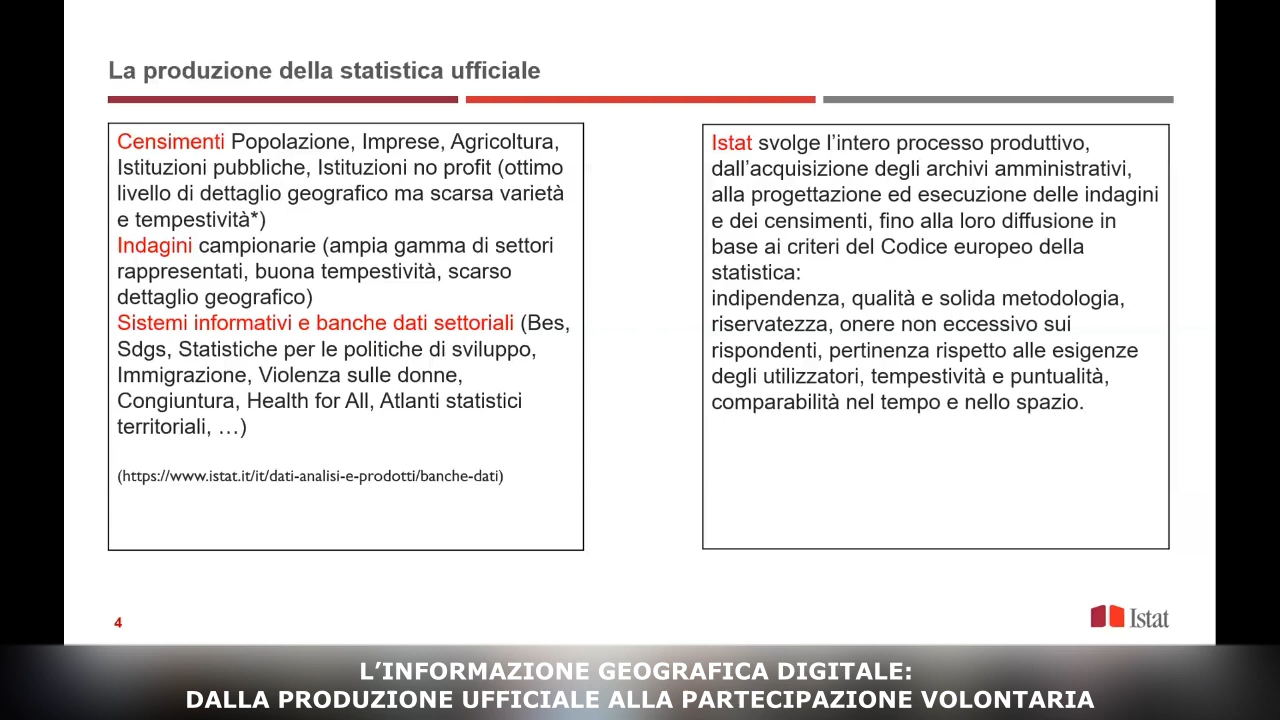 La produzione della statistica ufficiale
Censimenti Popolazione, Imprese, Agricoltura,
Istituzioni pubbliche, Istituzioni no profit (ottimo
livello di dettaglio geografico ma scarsa varietà
e tempestività*)
Indagini campionarie (ampia gamma di settori
rappresentati, buona tempestività, scarso
dettaglio geografico)
Sistemi informativi e banche dati settoriali (Bes,
Sdgs, Statistiche per le politiche di sviluppo,
Immigrazione, Violenza sulle donne,
Congiuntura, Health for All, Atlanti statistici
territoriali, …)
(https://www.istat.it/it/dati-analisi-e-prodotti/banche-dati)
Istat svolge l’intero processo produttivo,
dall’acquisizione degli archivi amministrativi,
alla progettazione ed esecuzione delle indagini
e dei censimenti, fino alla loro diffusione in
base ai criteri del Codice europeo della
statistica:
indipendenza, qualità e solida metodologia,
riservatezza, onere non eccessivo sui
rispondenti, pertinenza rispetto alle esigenze
degli utilizzatori, tempestività e puntualità,
comparabilità nel tempo e nello spazio.
4
Istat
L’INFORMAZIONE GEOGRAFICA DIGITALE:
DALLA PRODUZIONE UFFICIALE ALLA PARTECIPAZIONE VOLONTARIA